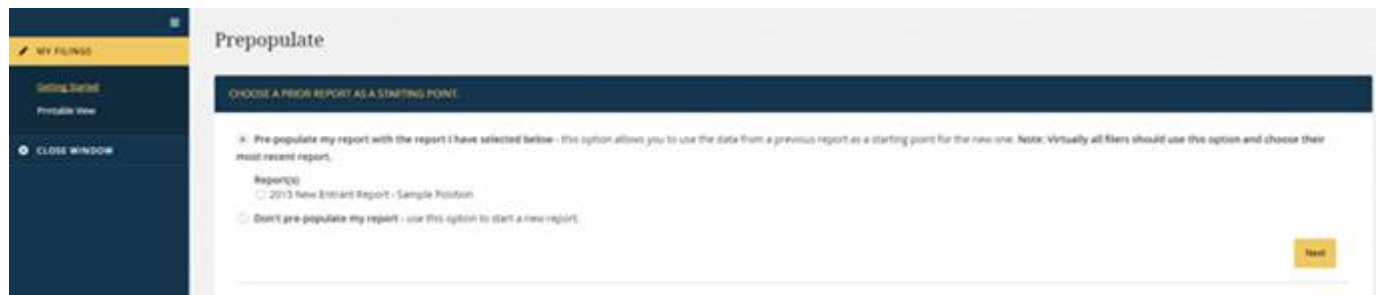 MY FILINGS
Getting Started
Printable View
CLOSE WINDOW
Prepopulate
CHOOSE A PRIOR REPORT AS A STARTING POINT.
Pre-populate my report with the report I have selected below - this option allows you to use the data from a previous report as a starting point for the new one. Note: Virtually all filers should use this option and choose their
most recent report.
Report(s)
2015 New Entrant Report - Sample Position
Don't pre-populate my report - use this option to start a new report.
Next